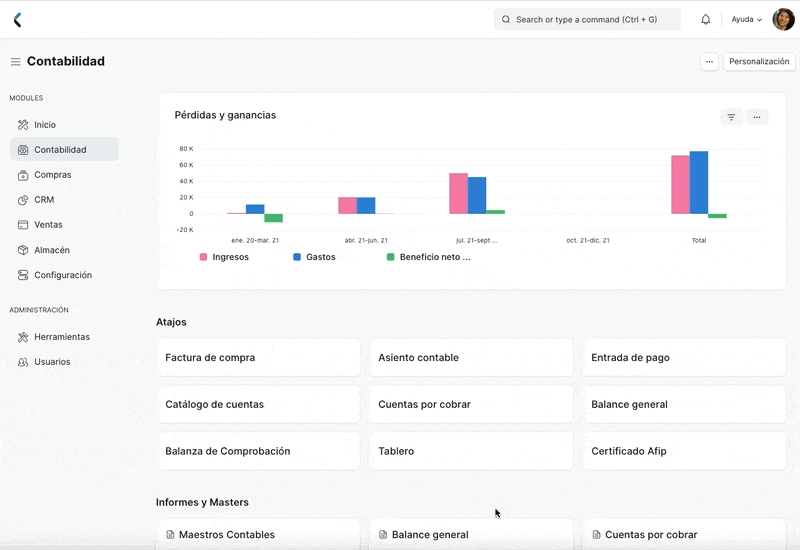 Search or type a command (Ctrl + G)
Ayuda
Contabilidad
...
Personalización
MODULES
Inicio
Contabilidad
Compras
CRM
Ventas
Almacén
Configuración
ADMINISTRACIÓN
Herramientas
Usuarios
Pérdidas y ganancias
...
80 K
60 K
40 K
20 K
0
-20 K
ene. 20-mar. 21
abr. 21-jun. 21
jul. 21-sept ...
oct. 21-dic. 21
Total
Ingresos
Gastos
Beneficio neto ...
Atajos
Factura de compra
Asiento contable
Entrada de pago
Catálogo de cuentas
Cuentas por cobrar
Balance general
Balanza de Comprobación
Tablero
Certificado Afip
Informes y Masters
Maestros Contables
Balance general
Cuentas por cobrar